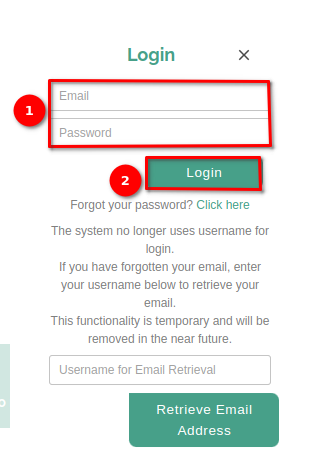 Login ×
1
Email
Password
2
Login
Forgot your password? Click here
The system no longer uses username for
login.
If you have forgotten your email, enter
your username below to retrieve your
email.
This functionality is temporary and will be
removed in the near future.
Username for Email Retrieval
Retrieve Email
Address